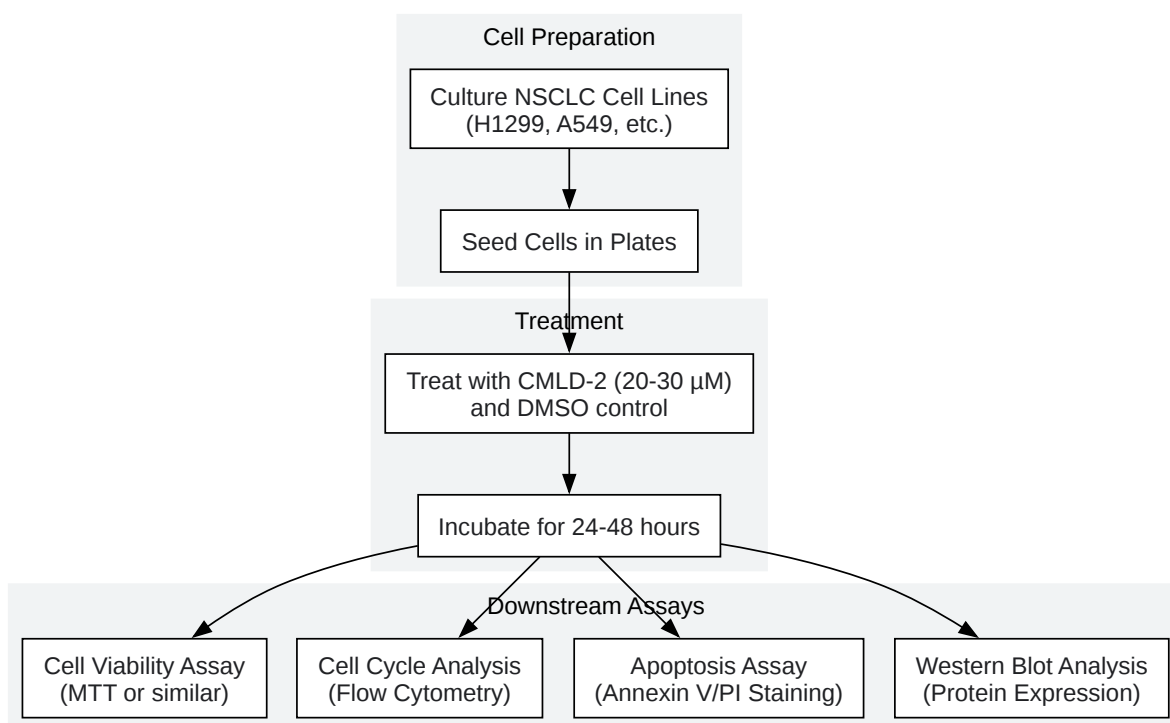 Cell Preparation
Culture NSCLC Cell Lines
(H1299, A549, etc.)
Seed Cells in Plates
Treatment
Treat with CMLD-2 (20-30 µM)
and DMSO control
Incubate for 24-48 hours
Downstream Assays
Cell Viability Assay
(MTT or similar)
Cell Cycle Analysis
(Flow Cytometry)
Apoptosis Assay
(Annexin V/PI Staining)
Western Blot Analysis
(Protein Expression)